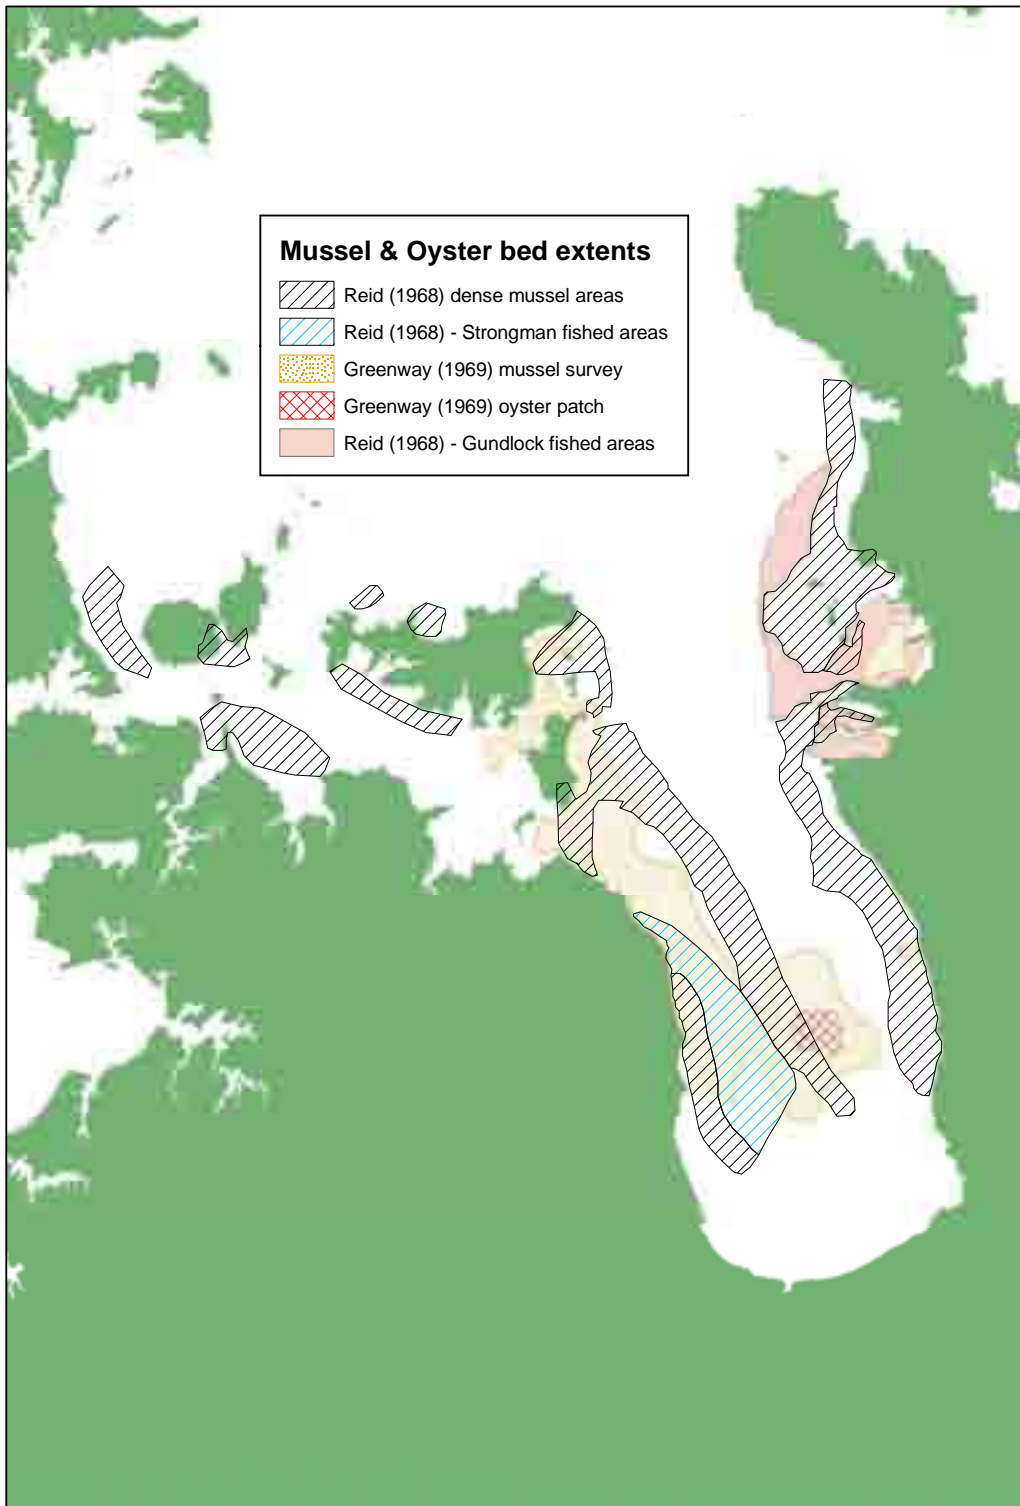 Mussel & Oyster bed extents
Reid (1968) dense mussel areas
Reid (1968) - Strongman fished areas
Greenway (1969) mussel survey
Greenway (1969) oyster patch
Reid (1968) - Gundlock fished areas